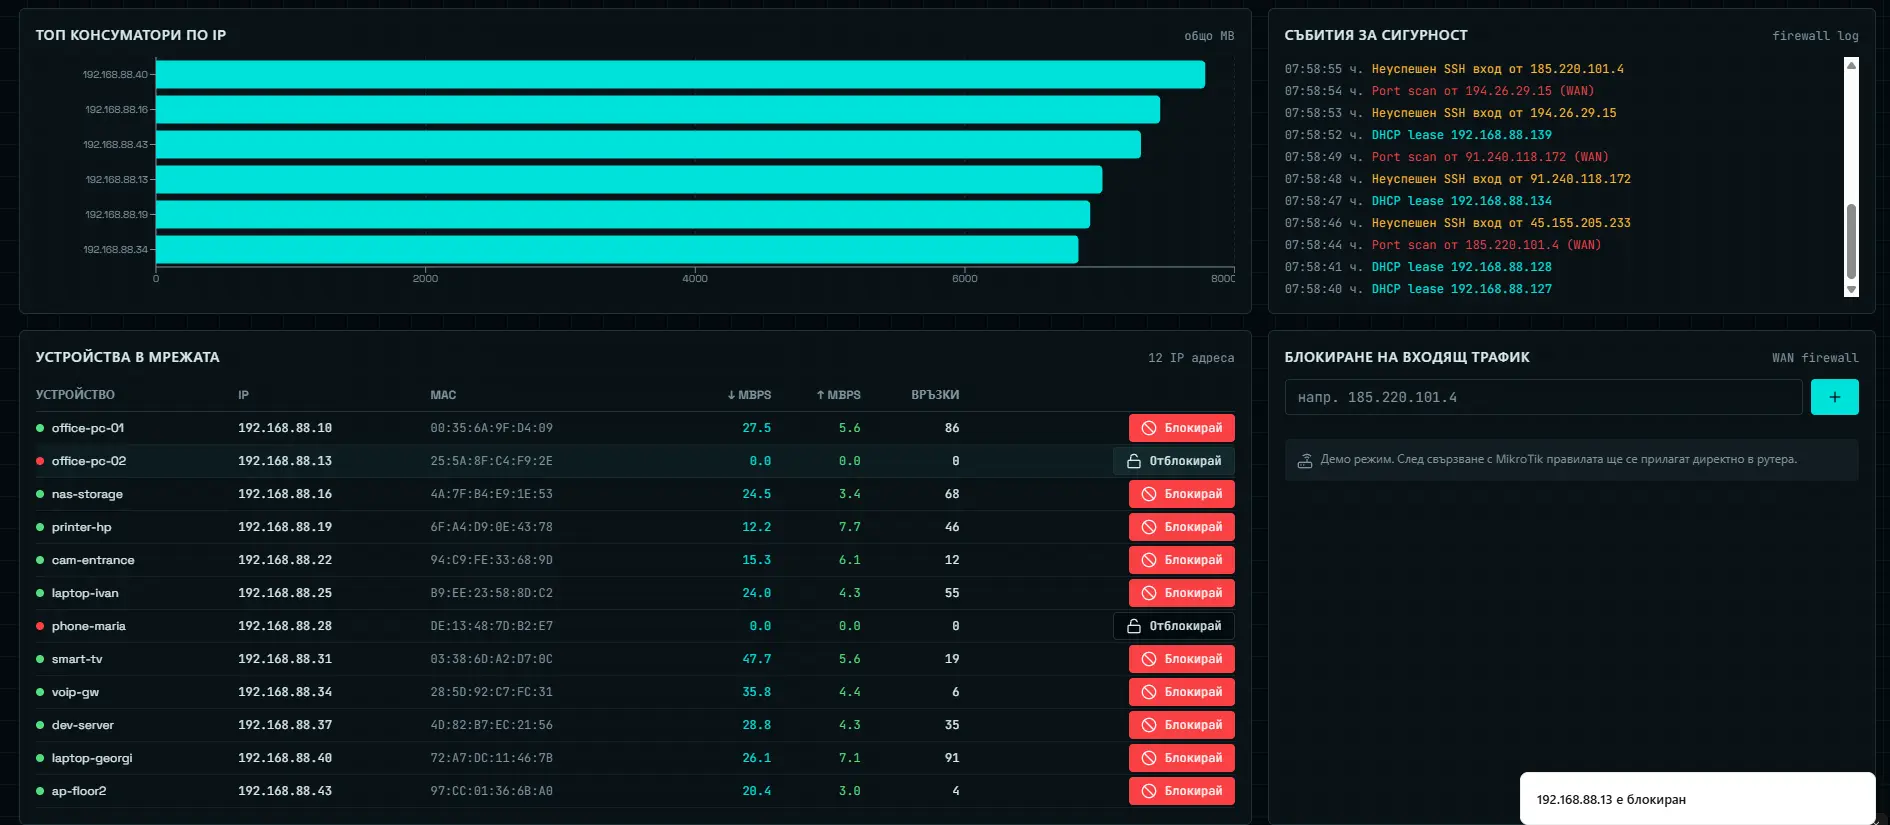 ТОП КОНСУМАТОРИ ПО IP
общо MB
192.168.88.40
192.168.88.16
192.168.88.43
192.168.88.13
192.168.88.19
192.168.88.34
0 2000 4000 6000 8000
СЪБИТИЯ ЗА СИГУРНОСТ
firewall log
07:58:55 ч. Неуспешен SSH вход от 185.220.101.4
07:58:54 ч. Port scan от 194.26.29.15 (WAN)
07:58:53 ч. Неуспешен SSH вход от 194.26.29.15
07:58:52 ч. DHCP lease 192.168.88.139
07:58:49 ч. Port scan от 91.240.118.172 (WAN)
07:58:48 ч. Неуспешен SSH вход от 91.240.118.172
07:58:47 ч. DHCP lease 192.168.88.134
07:58:46 ч. Неуспешен SSH вход от 45.155.205.233
07:58:44 ч. Port scan от 185.220.101.4 (WAN)
07:58:41 ч. DHCP lease 192.168.88.128
07:58:40 ч. DHCP lease 192.168.88.127
УСТРОЙСТВА В МРЕЖАТА
12 IP адреса
УСТРОЙСТВО IP MAC ↓ MBPS ↑ MBPS ВРЪЗКИ
office-pc-01 192.168.88.10 00:35:6A:9F:D4:09 27.5 5.6 86 Блокирай
office-pc-02 192.168.88.13 25:5A:8F:C4:F9:2E 0.0 0.0 0 Отблокирай
nas-storage 192.168.88.16 4A:7F:B4:E9:1E:53 24.5 3.4 68 Блокирай
printer-hp 192.168.88.19 6F:A4:D9:0E:43:78 12.2 7.7 46 Блокирай
cam-entrance 192.168.88.22 94:C9:FE:33:68:9D 15.3 6.1 12 Блокирай
laptop-ivan 192.168.88.25 B9:EE:23:58:8D:C2 24.0 4.3 55 Блокирай
phone-maria 192.168.88.28 DE:13:48:7D:B2:E7 0.0 0.0 0 Отблокирай
smart-tv 192.168.88.31 03:38:6D:A2:D7:0C 47.7 5.6 19 Блокирай
voip-gw 192.168.88.34 28:5D:92:C7:FC:31 35.8 4.4 6 Блокирай
dev-server 192.168.88.37 4D:82:B7:EC:21:56 28.8 4.3 35 Блокирай
laptop-georgi 192.168.88.40 72:A7:DC:11:46:7B 26.1 7.1 91 Блокирай
ap-floor2 192.168.88.43 97:CC:01:36:6B:A0 20.4 3.0 4 Блокирай
БЛОКИРАНЕ НА ВХОДЯЩ ТРАФИК
WAN firewall
напр. 185.220.101.4
+
Демо режим. След свързване с MikroTik правилата ще се прилагат директно в рутера.
192.168.88.13 е блокиран